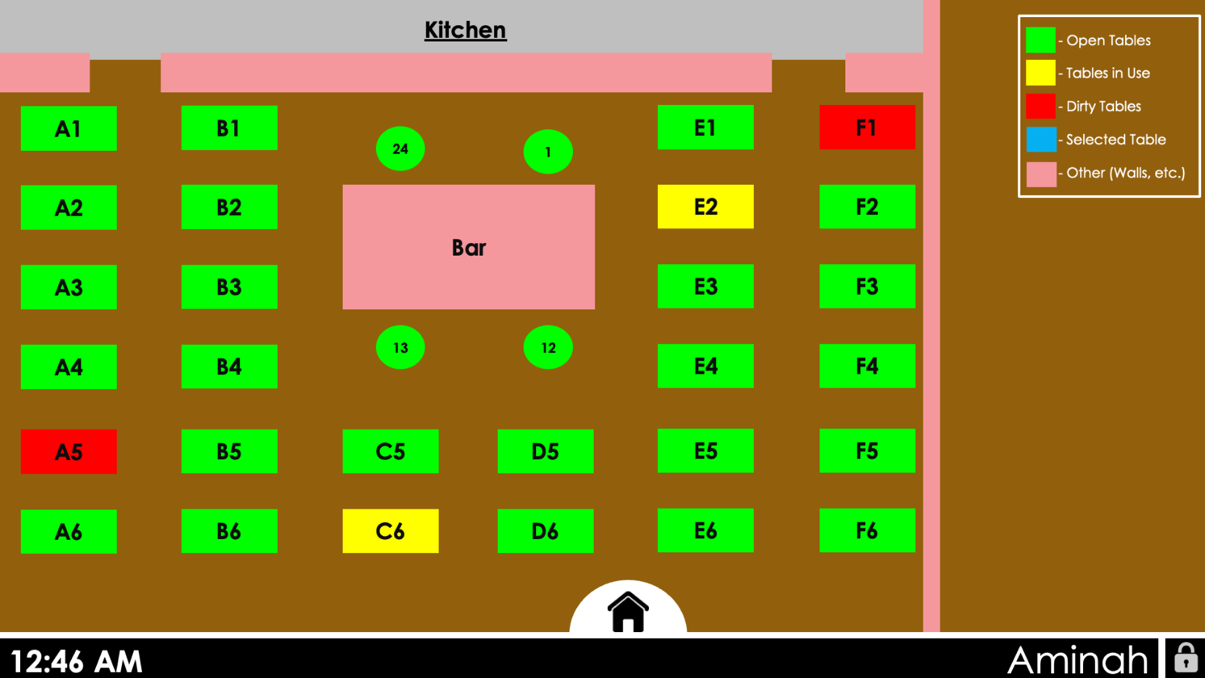 Kitchen
- Open Tables
- Tables in Use
- Dirty Tables
- Selected Table
- Other (Walls, etc.)
A1 B1 24 1 E1 F1
A2 B2 E2 F2
Bar
A3 B3 E3 F3
A4 B4 13 12 E4 F4
A5 B5 C5 D5 E5 F5
A6 B6 C6 D6 E6 F6
12:46 AM
Aminah